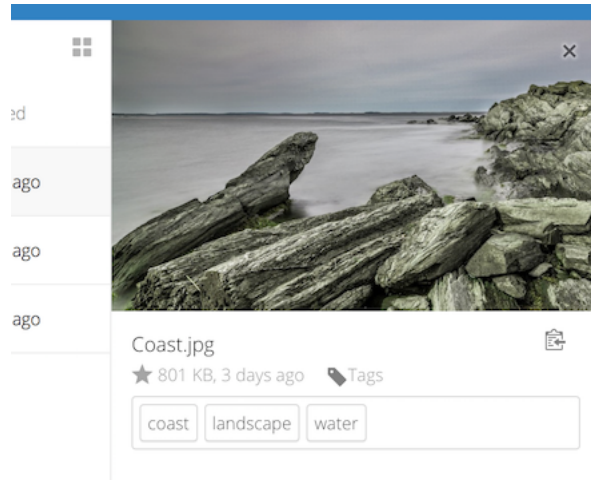 ed
ago
ago
ago
Coast.jpg
801 KB, 3 days ago Tags
coast landscape water